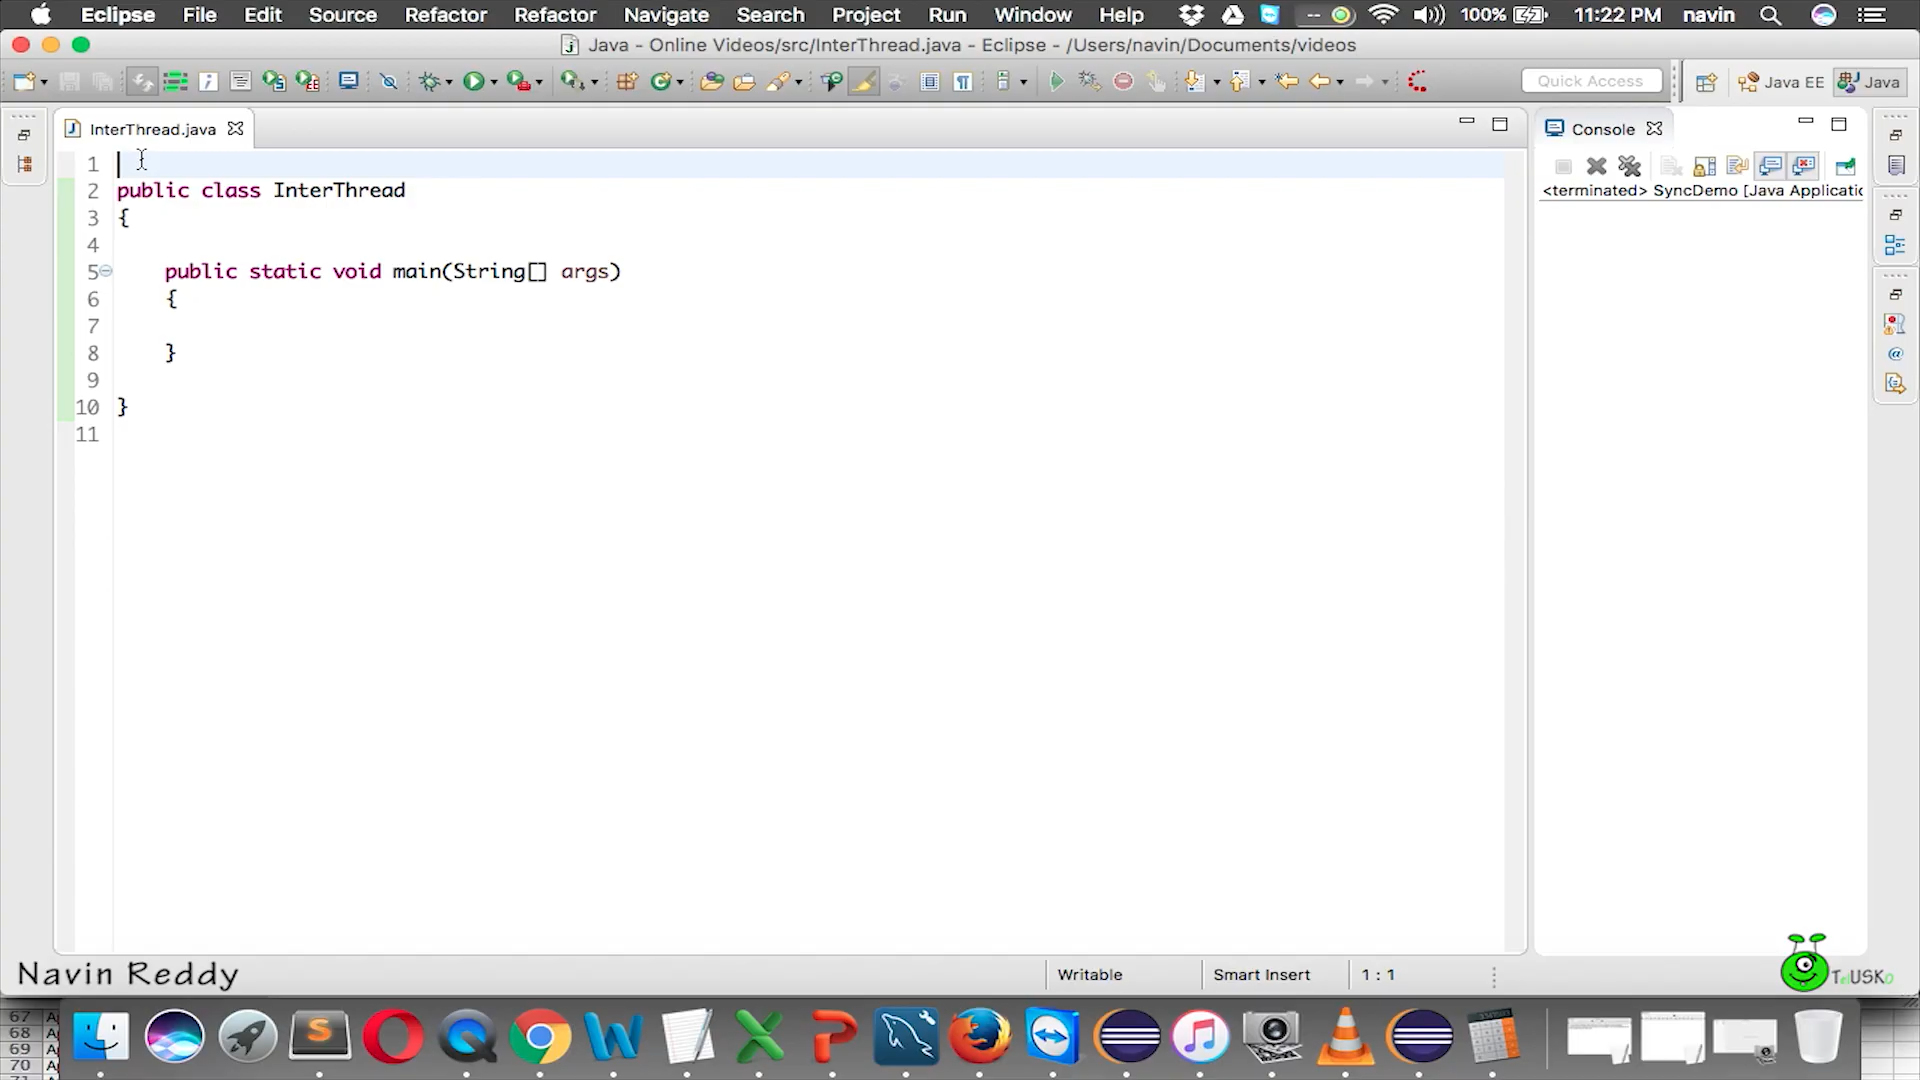 Eclipse File Edit Source Refactor Refactor Navigate Search Project Run Window Help -- 100% 11:22 PM navin
Java - Online Videos/src/InterThread.java - Eclipse - /Users/navin/Documents/videos
Quick Access Java EE Java
InterThread.java
Console
<terminated> SyncDemo [Java Applicatic
1
2 public class InterThread
3 {
4
5 public static void main(String[] args)
6 {
7
8 }
9
10 }
11
Navin Reddy
Writable Smart Insert 1 : 1
TelUSKo
67
68
69
70